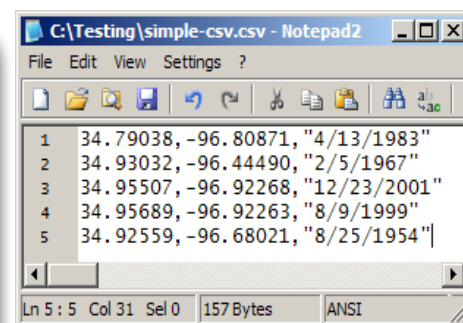 C:\Testing\simple-csv.csv - Notepad2
File Edit View Settings ?
1 34.79038,-96.80871,"4/13/1983"
2 34.93032,-96.44490,"2/5/1967"
3 34.95507,-96.92268,"12/23/2001"
4 34.95689,-96.92263,"8/9/1999"
5 34.92559,-96.68021,"8/25/1954"
Ln 5 : 5 Col 31 Sel 0 157 Bytes ANSI